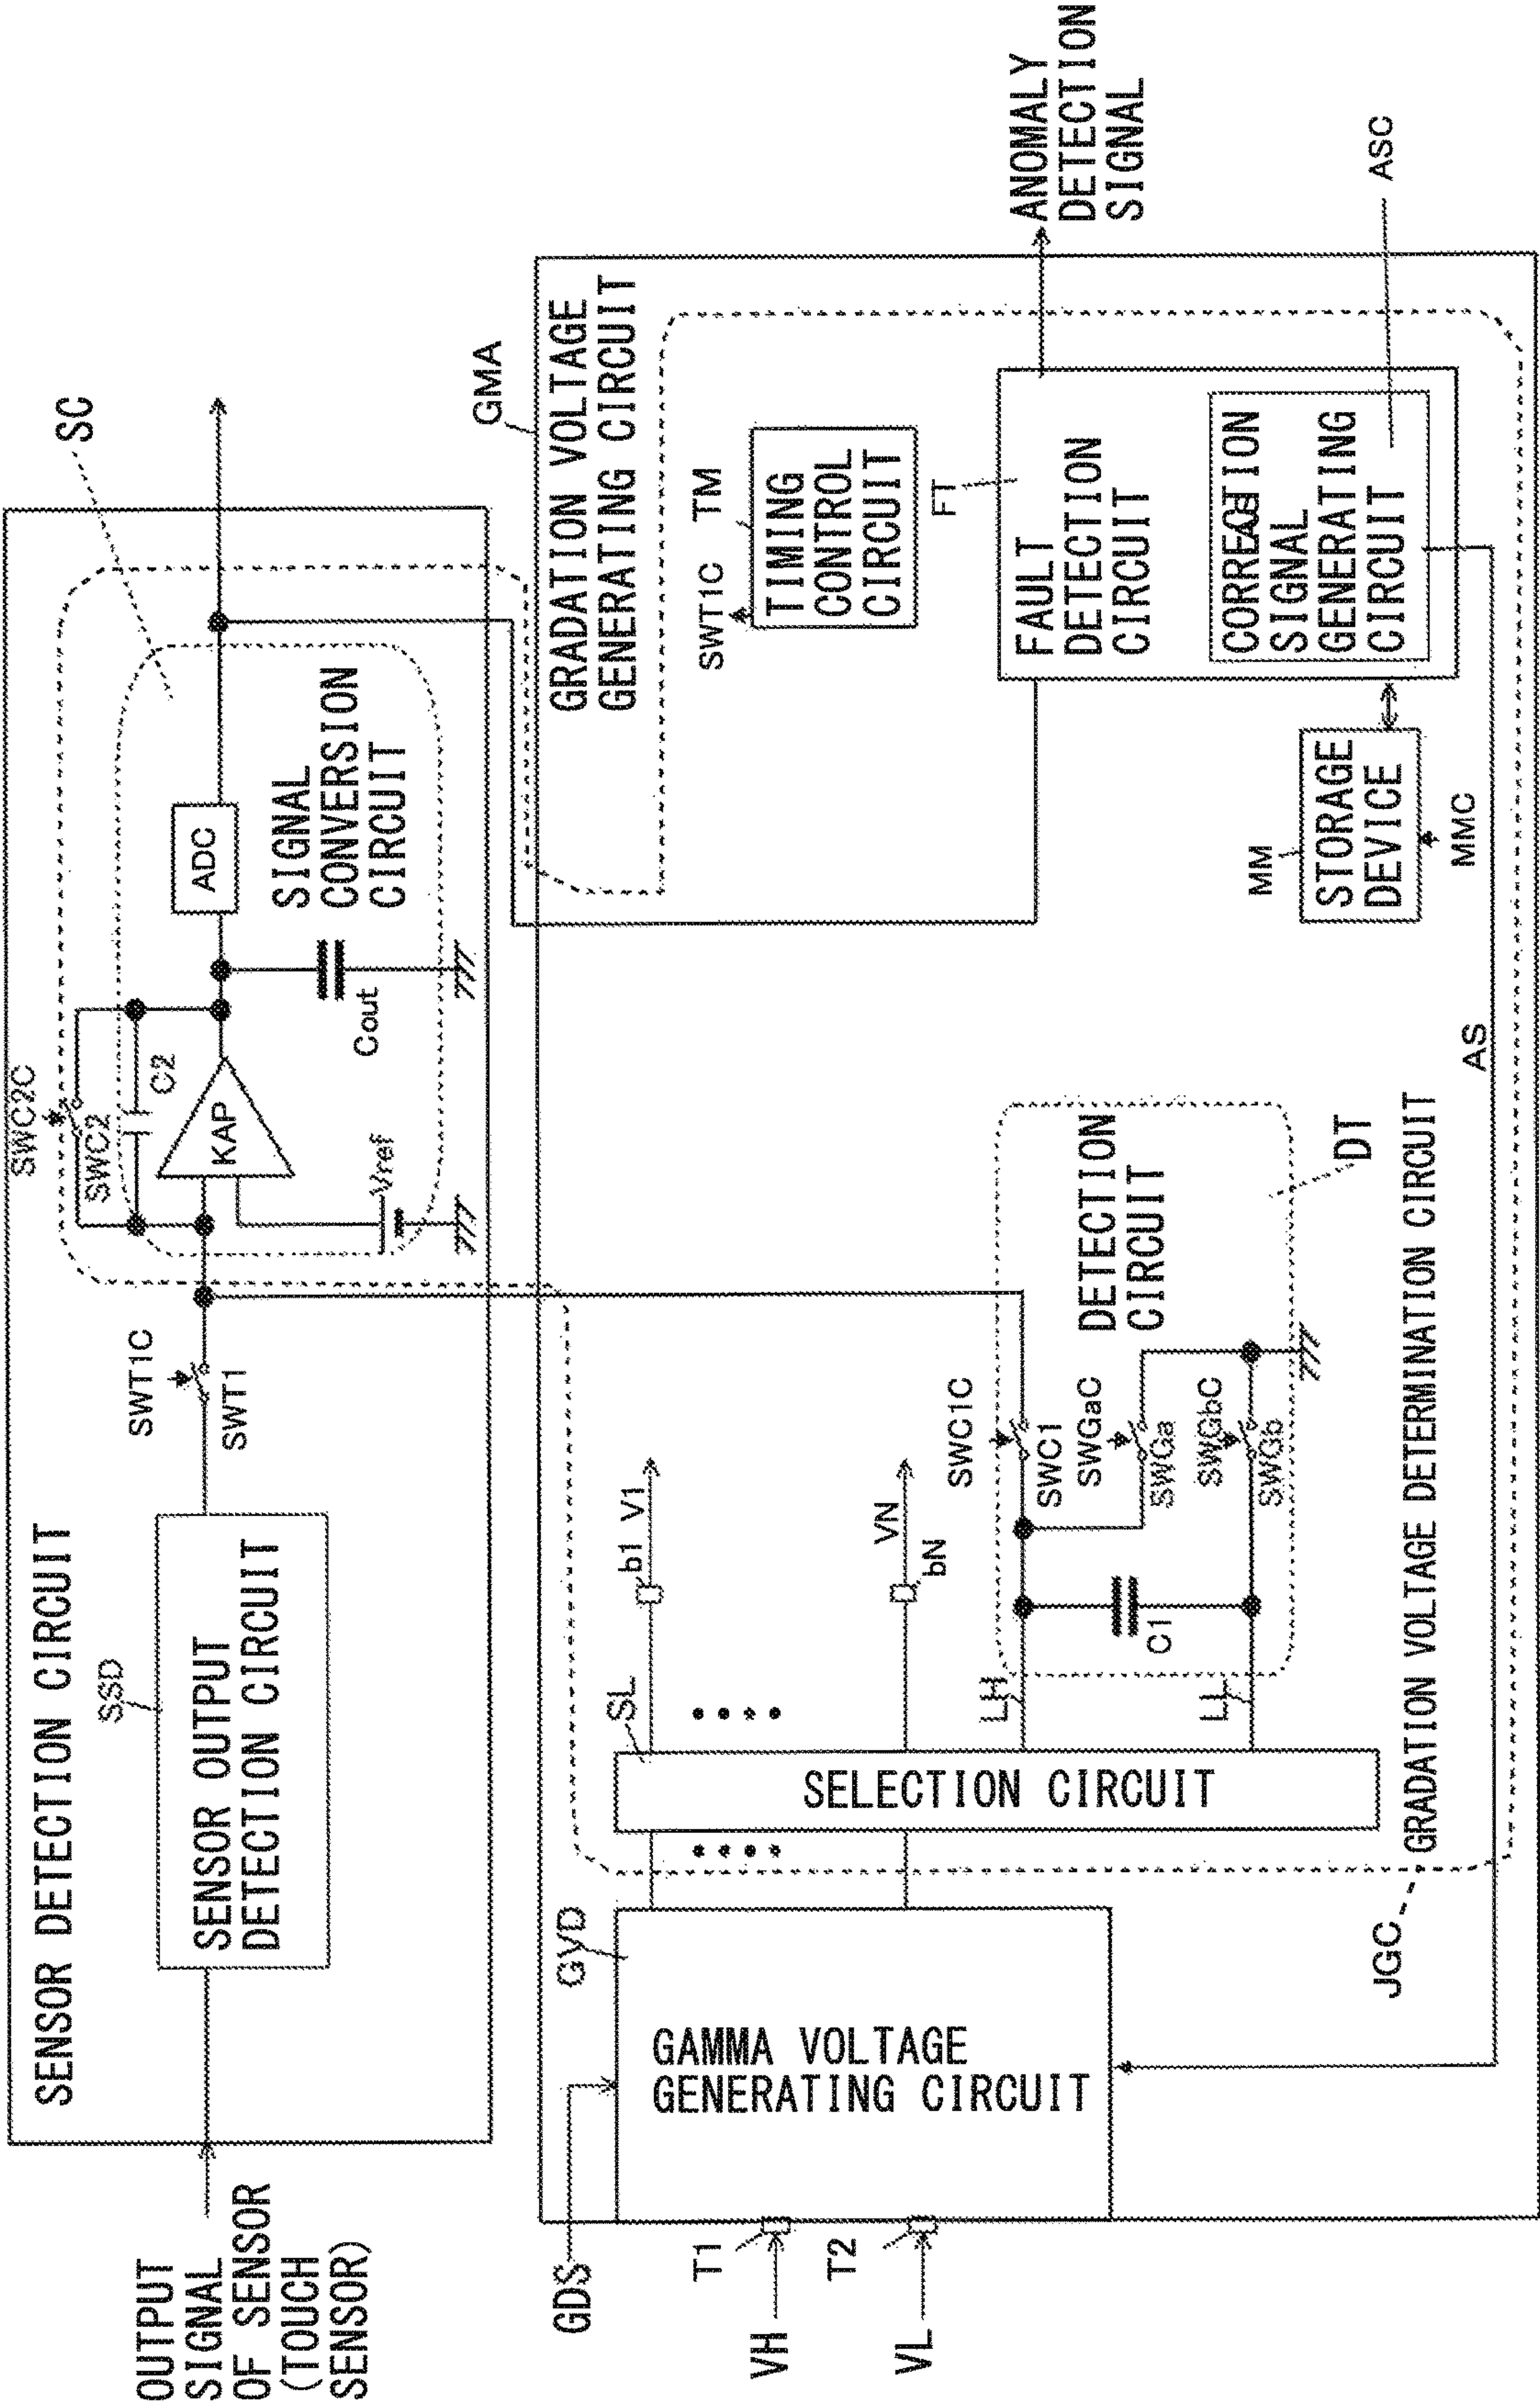 SENSOR DETECTION CIRCUIT
OUTPUT
SIGNAL
OF SENSOR
(TOUCH
SENSOR)
SSD
SENSOR OUTPUT
DETECTION CIRCUIT
SWT1C
SWT1
SWC2C
SWC2
C2
KAP
Vref
Cout
ADC
SIGNAL
CONVERSION
CIRCUIT
SC
GMA
GRADATION VOLTAGE
GENERATING CIRCUIT
GDS
VH
T1
VL
T2
GVD
GAMMA VOLTAGE
GENERATING CIRCUIT
SL
SELECTION CIRCUIT
b1 V1
VN
bN
LH
LL
C1
SWC1C
SWC1
SWGaC
SWGa
SWGbC
SWGb
DETECTION
CIRCUIT
DT
SWT1C
TM
TIMING
CONTROL
CIRCUIT
FT
FAULT
DETECTION
CIRCUIT
SIGNAL
GENERATING
CIRCUIT
ASC
ANOMALY
DETECTION
SIGNAL
MM
STORAGE
DEVICE
MMC
AS
JGC
GRADATION VOLTAGE DETERMINATION CIRCUIT